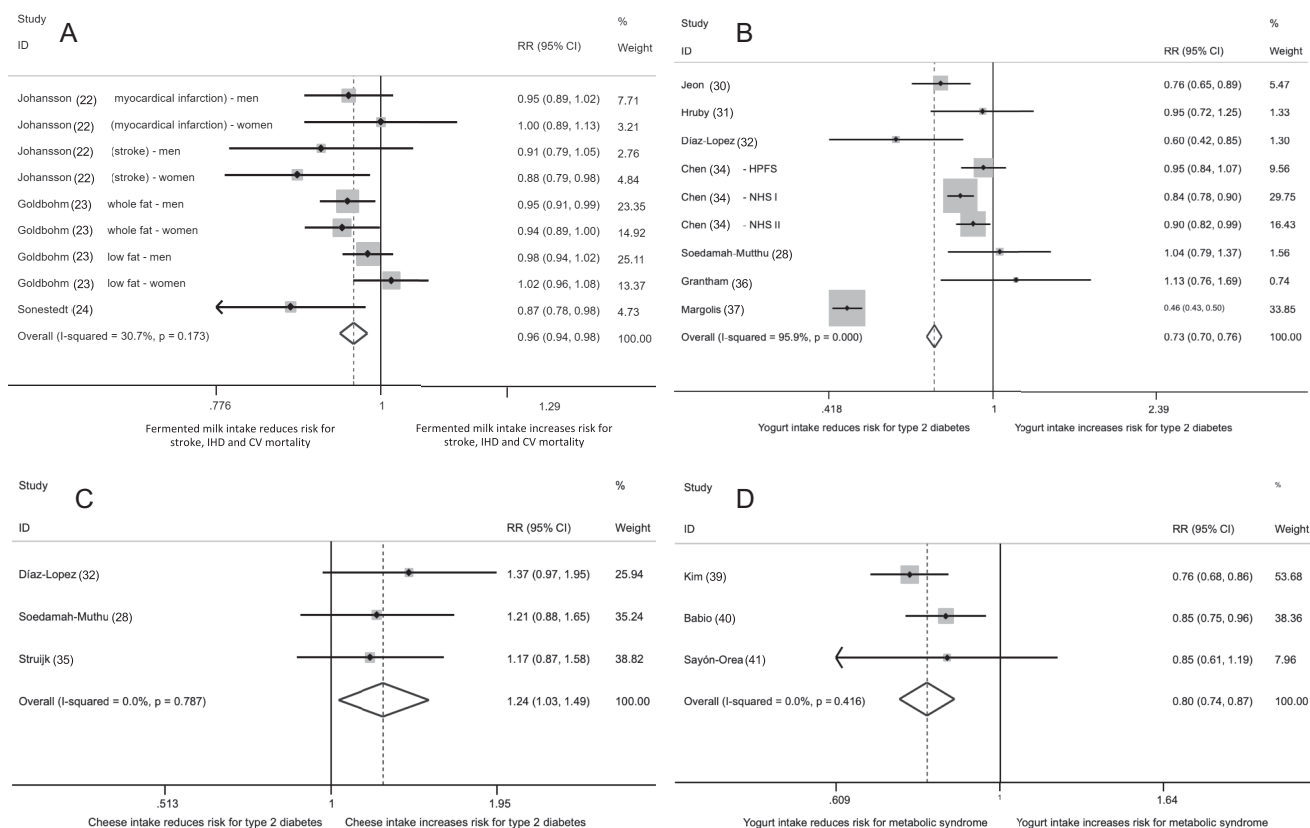 Study %
A
ID RR (95% CI) Weight
Johansson (22) myocardial infarction) - men 0.95 (0.89, 1.02) 7.71
Johansson (22) (myocardial infarction) - women 1.00 (0.89, 1.13) 3.21
Johansson (22) (stroke) - men 0.91 (0.79, 1.05) 2.76
Johansson (22) (stroke) - women 0.88 (0.79, 0.98) 4.84
Goldbohm (23) whole fat - men 0.95 (0.91, 0.99) 23.35
Goldbohm (23) whole fat - women 0.94 (0.89, 1.00) 14.92
Goldbohm (23) low fat - men 0.98 (0.94, 1.02) 25.11
Goldbohm (23) low fat - women 1.02 (0.96, 1.08) 13.37
Sonestedt (24) 0.87 (0.78, 0.98) 4.73
Overall (I-squared = 30.7%, p = 0.173) 0.96 (0.94, 0.98) 100.00
.776 1 1.29
Fermented milk intake reduces risk for Fermented milk intake increases risk for
stroke, IHD and CV mortality stroke, IHD and CV mortality
Study %
B
ID RR (95% CI) Weight
Jeon (30) 0.76 (0.65, 0.89) 5.47
Hruby (31) 0.95 (0.72, 1.25) 1.33
Díaz-Lopez (32) 0.60 (0.42, 0.85) 1.30
Chen (34) - HPFS 0.95 (0.84, 1.07) 9.56
Chen (34) - NHS I 0.84 (0.78, 0.90) 29.75
Chen (34) - NHS II 0.90 (0.82, 0.99) 16.43
Soedamah-Mutthu (28) 1.04 (0.79, 1.37) 1.56
Grantham (36) 1.13 (0.76, 1.69) 0.74
Margolis (37) 0.46 (0.43, 0.50) 33.85
Overall (I-squared = 95.9%, p = 0.000) 0.73 (0.70, 0.76) 100.00
.418 1 2.39
Yogurt intake reduces risk for type 2 diabetes Yogurt intake increases risk for type 2 diabetes
Study %
C
ID RR (95% CI) Weight
Díaz-Lopez (32) 1.37 (0.97, 1.95) 25.94
Soedamah-Muthu (28) 1.21 (0.88, 1.65) 35.24
Struijk (35) 1.17 (0.87, 1.58) 38.82
Overall (I-squared = 0.0%, p = 0.787) 1.24 (1.03, 1.49) 100.00
.513 1 1.95
Cheese intake reduces risk for type 2 diabetes Cheese intake increases risk for type 2 diabetes
Study %
D
ID RR (95% CI) Weight
Kim (39) 0.76 (0.68, 0.86) 53.68
Babio (40) 0.85 (0.75, 0.96) 38.36
Sayón-Orea (41) 0.85 (0.61, 1.19) 7.96
Overall (I-squared = 0.0%, p = 0.416) 0.80 (0.74, 0.87) 100.00
.609 1 1.64
Yogurt intake reduces risk for metabolic syndrome Yogurt intake increases risk for metabolic syndrome